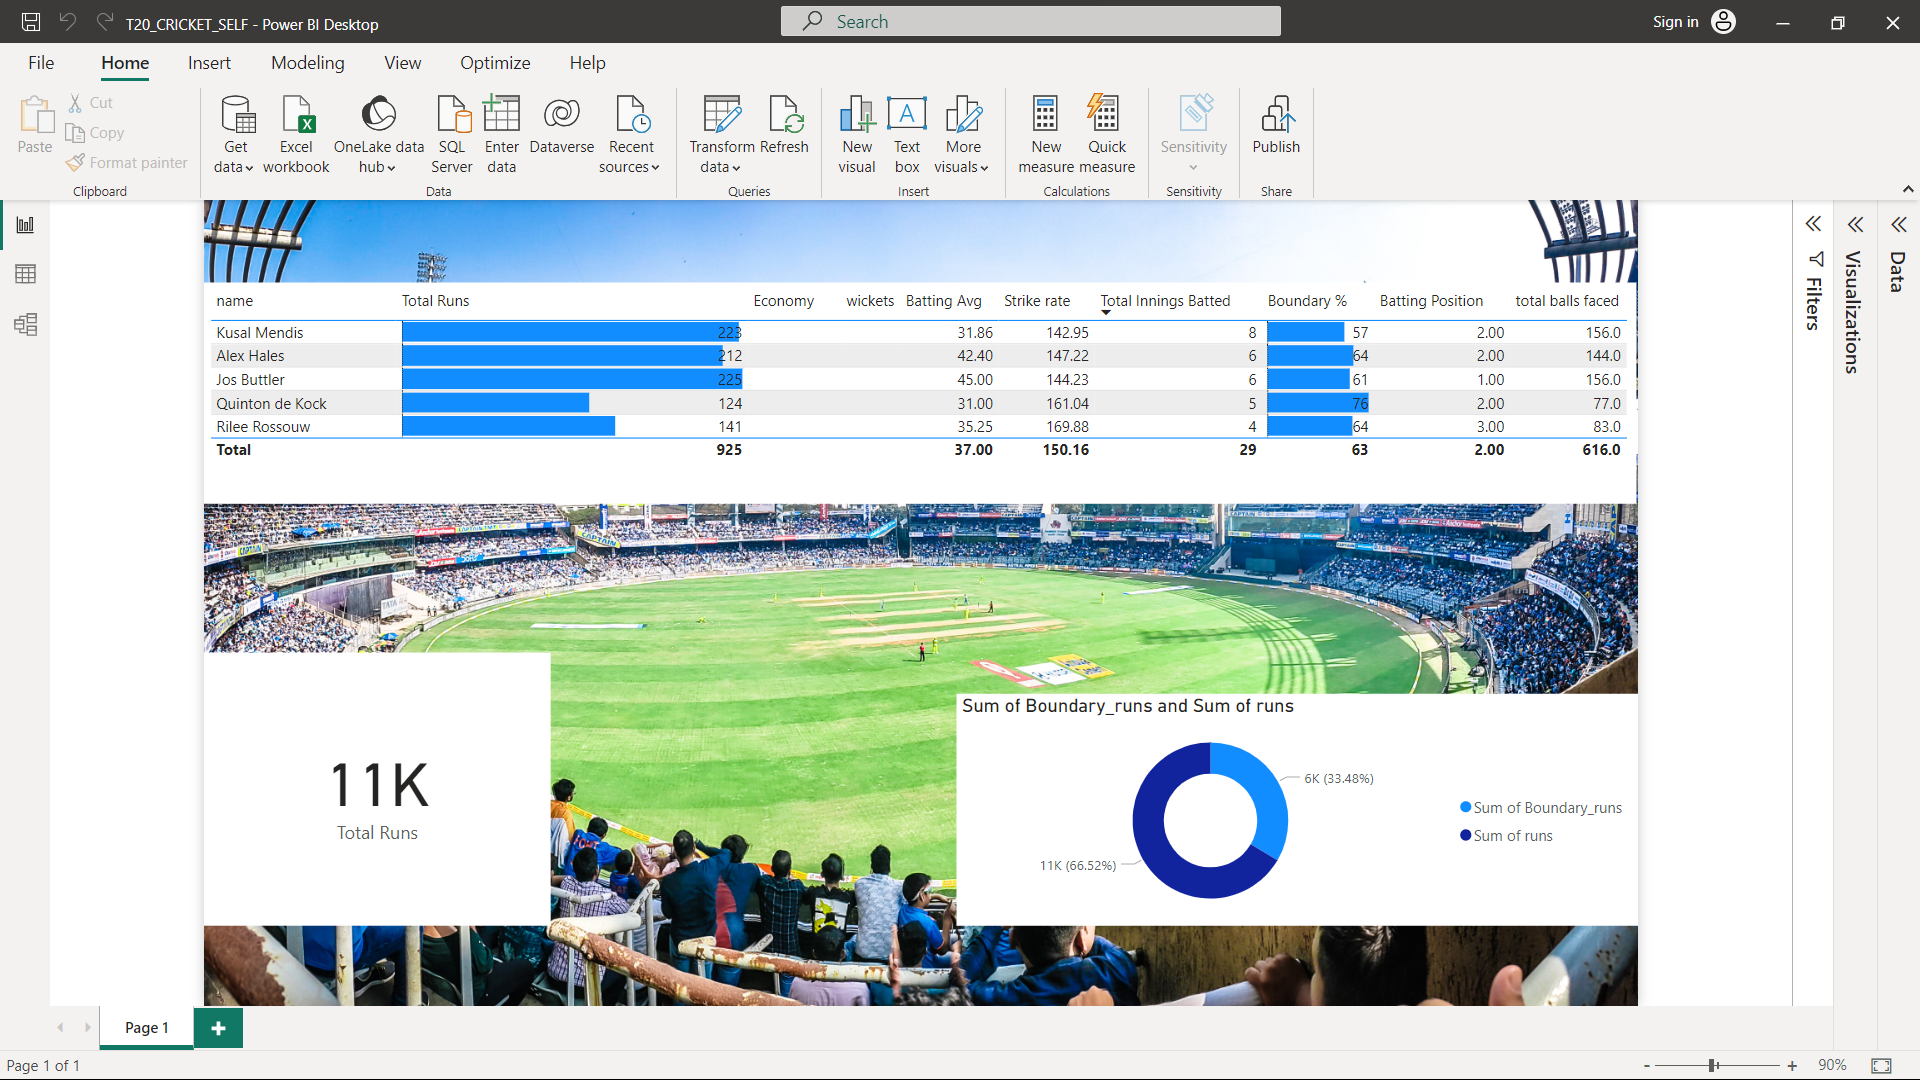 T20_CRICKET_SELF - Power BI Desktop
Search
Sign in
File Home Insert Modeling View Optimize Help
Paste
Cut
Copy
Format painter
Clipboard
Get data
Excel workbook
OneLake data hub
SQL Server
Enter data
Dataverse
Recent sources
Data
Transform data
Refresh
Queries
New visual
Text box
More visuals
Insert
New measure
Quick measure
Calculations
Sensitivity
Sensitivity
Publish
Share
name Total Runs Economy wickets Batting Avg Strike rate Total Innings Batted Boundary % Batting Position total balls faced
Kusal Mendis 223 31.86 142.95 8 57 2.00 156.0
Alex Hales 212 42.40 147.22 6 64 2.00 144.0
Jos Buttler 225 45.00 144.23 6 61 1.00 156.0
Quinton de Kock 124 31.00 161.04 5 76 2.00 77.0
Rilee Rossouw 141 35.25 169.88 4 64 3.00 83.0
Total 925 37.00 150.16 29 63 2.00 616.0
CAPTAIN
11K
Total Runs
Sum of Boundary_runs and Sum of runs
6K (33.48%)
11K (66.52%)
Sum of Boundary_runs
Sum of runs
Filters
Visualizations
Data
Page 1
Page 1 of 1
- + 90%